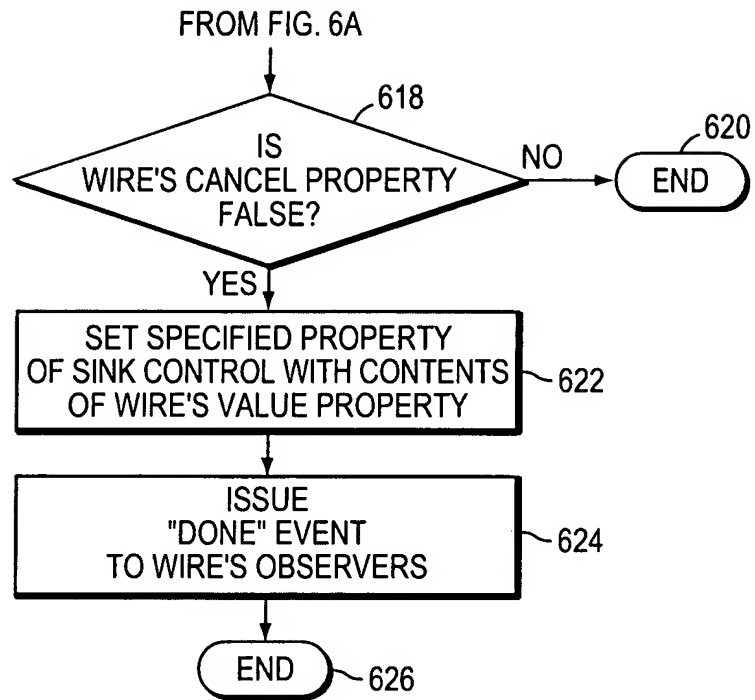 FROM FIG. 6A
618
IS
WIRE'S CANCEL PROPERTY
FALSE?
NO
620
END
YES
SET SPECIFIED PROPERTY
OF SINK CONTROL WITH CONTENTS
OF WIRE'S VALUE PROPERTY
622
ISSUE
"DONE" EVENT
TO WIRE'S OBSERVERS
624
END
626